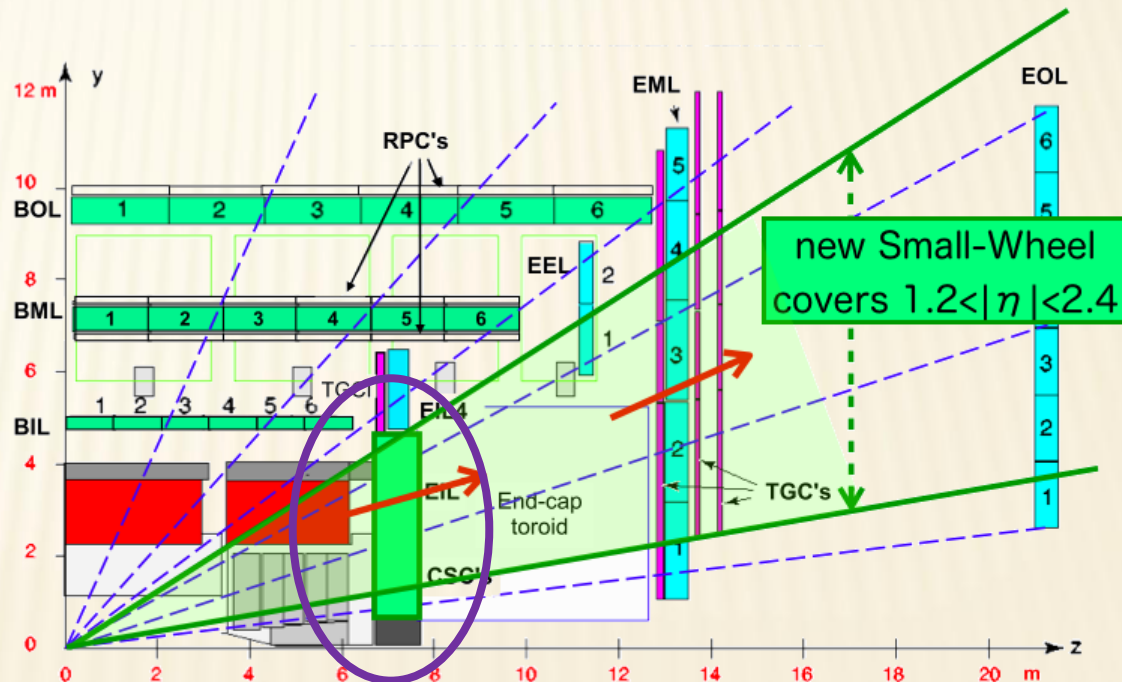 y
12 m
EML
EOL
RPC's
10
BOL
1 2 3 4 5 6
5
6
new Small-Wheel
covers 1.2<|η|<2.4
4
5
8
EEL
2
BML
1 2 3 4 5 6
1
3
3
6
TGCI
1 2 3 4 5 6
BIL
EIL4
2
2
4
EIL
End-cap
toroid
TGC's
1
2
CSC's
1
0
z
0 2 4 6 8 10 12 14 16 18 20 m